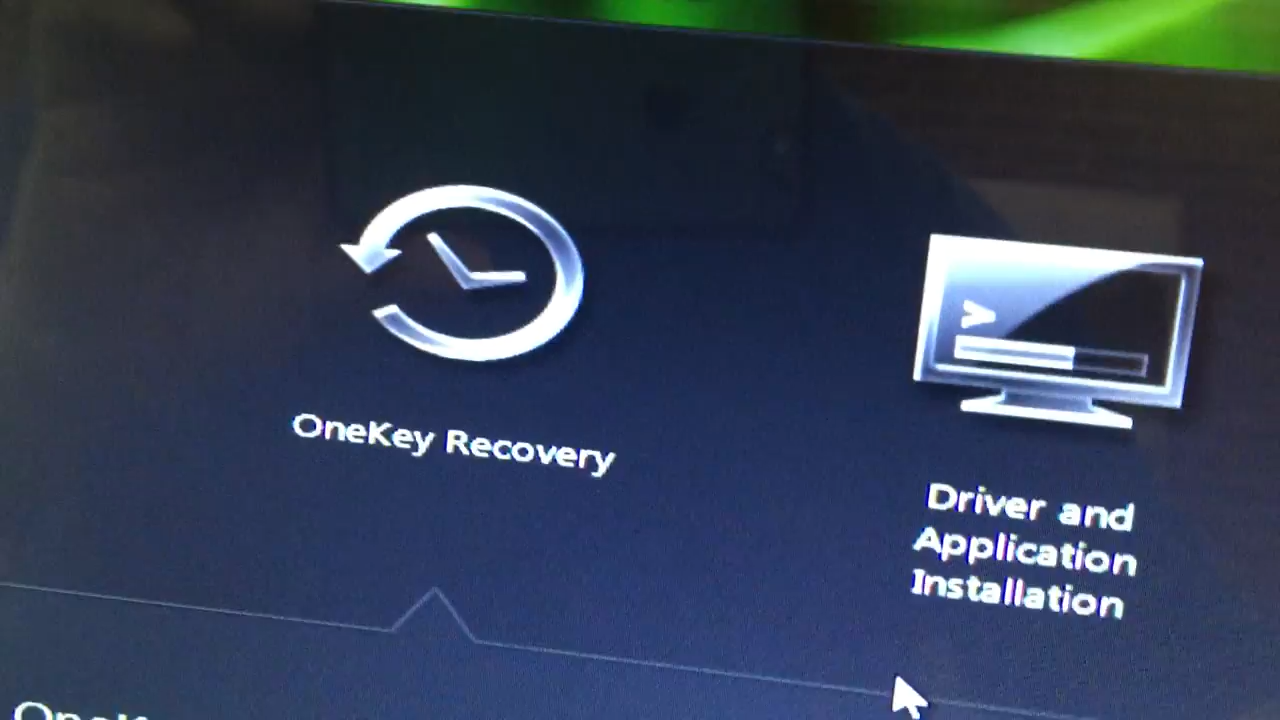 OneKey Recovery
Driver and
Application
Installation